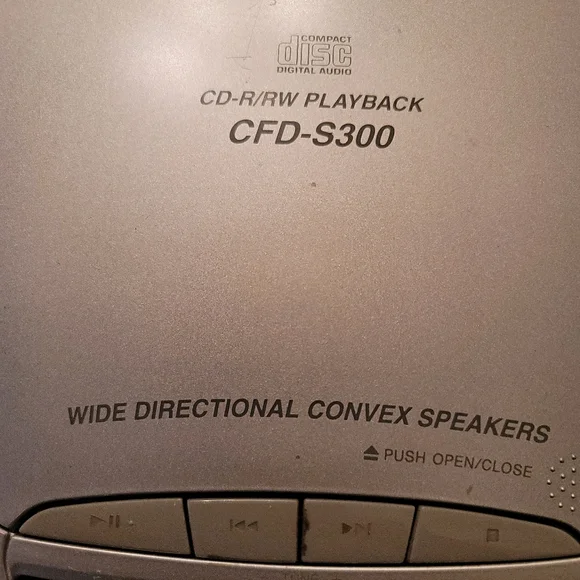 COMPACT
disc
DIGITAL AUDIO
CD-R/RW PLAYBACK
CFD-S300
WIDE DIRECTIONAL CONVEX SPEAKERS
PUSH OPEN/CLOSE